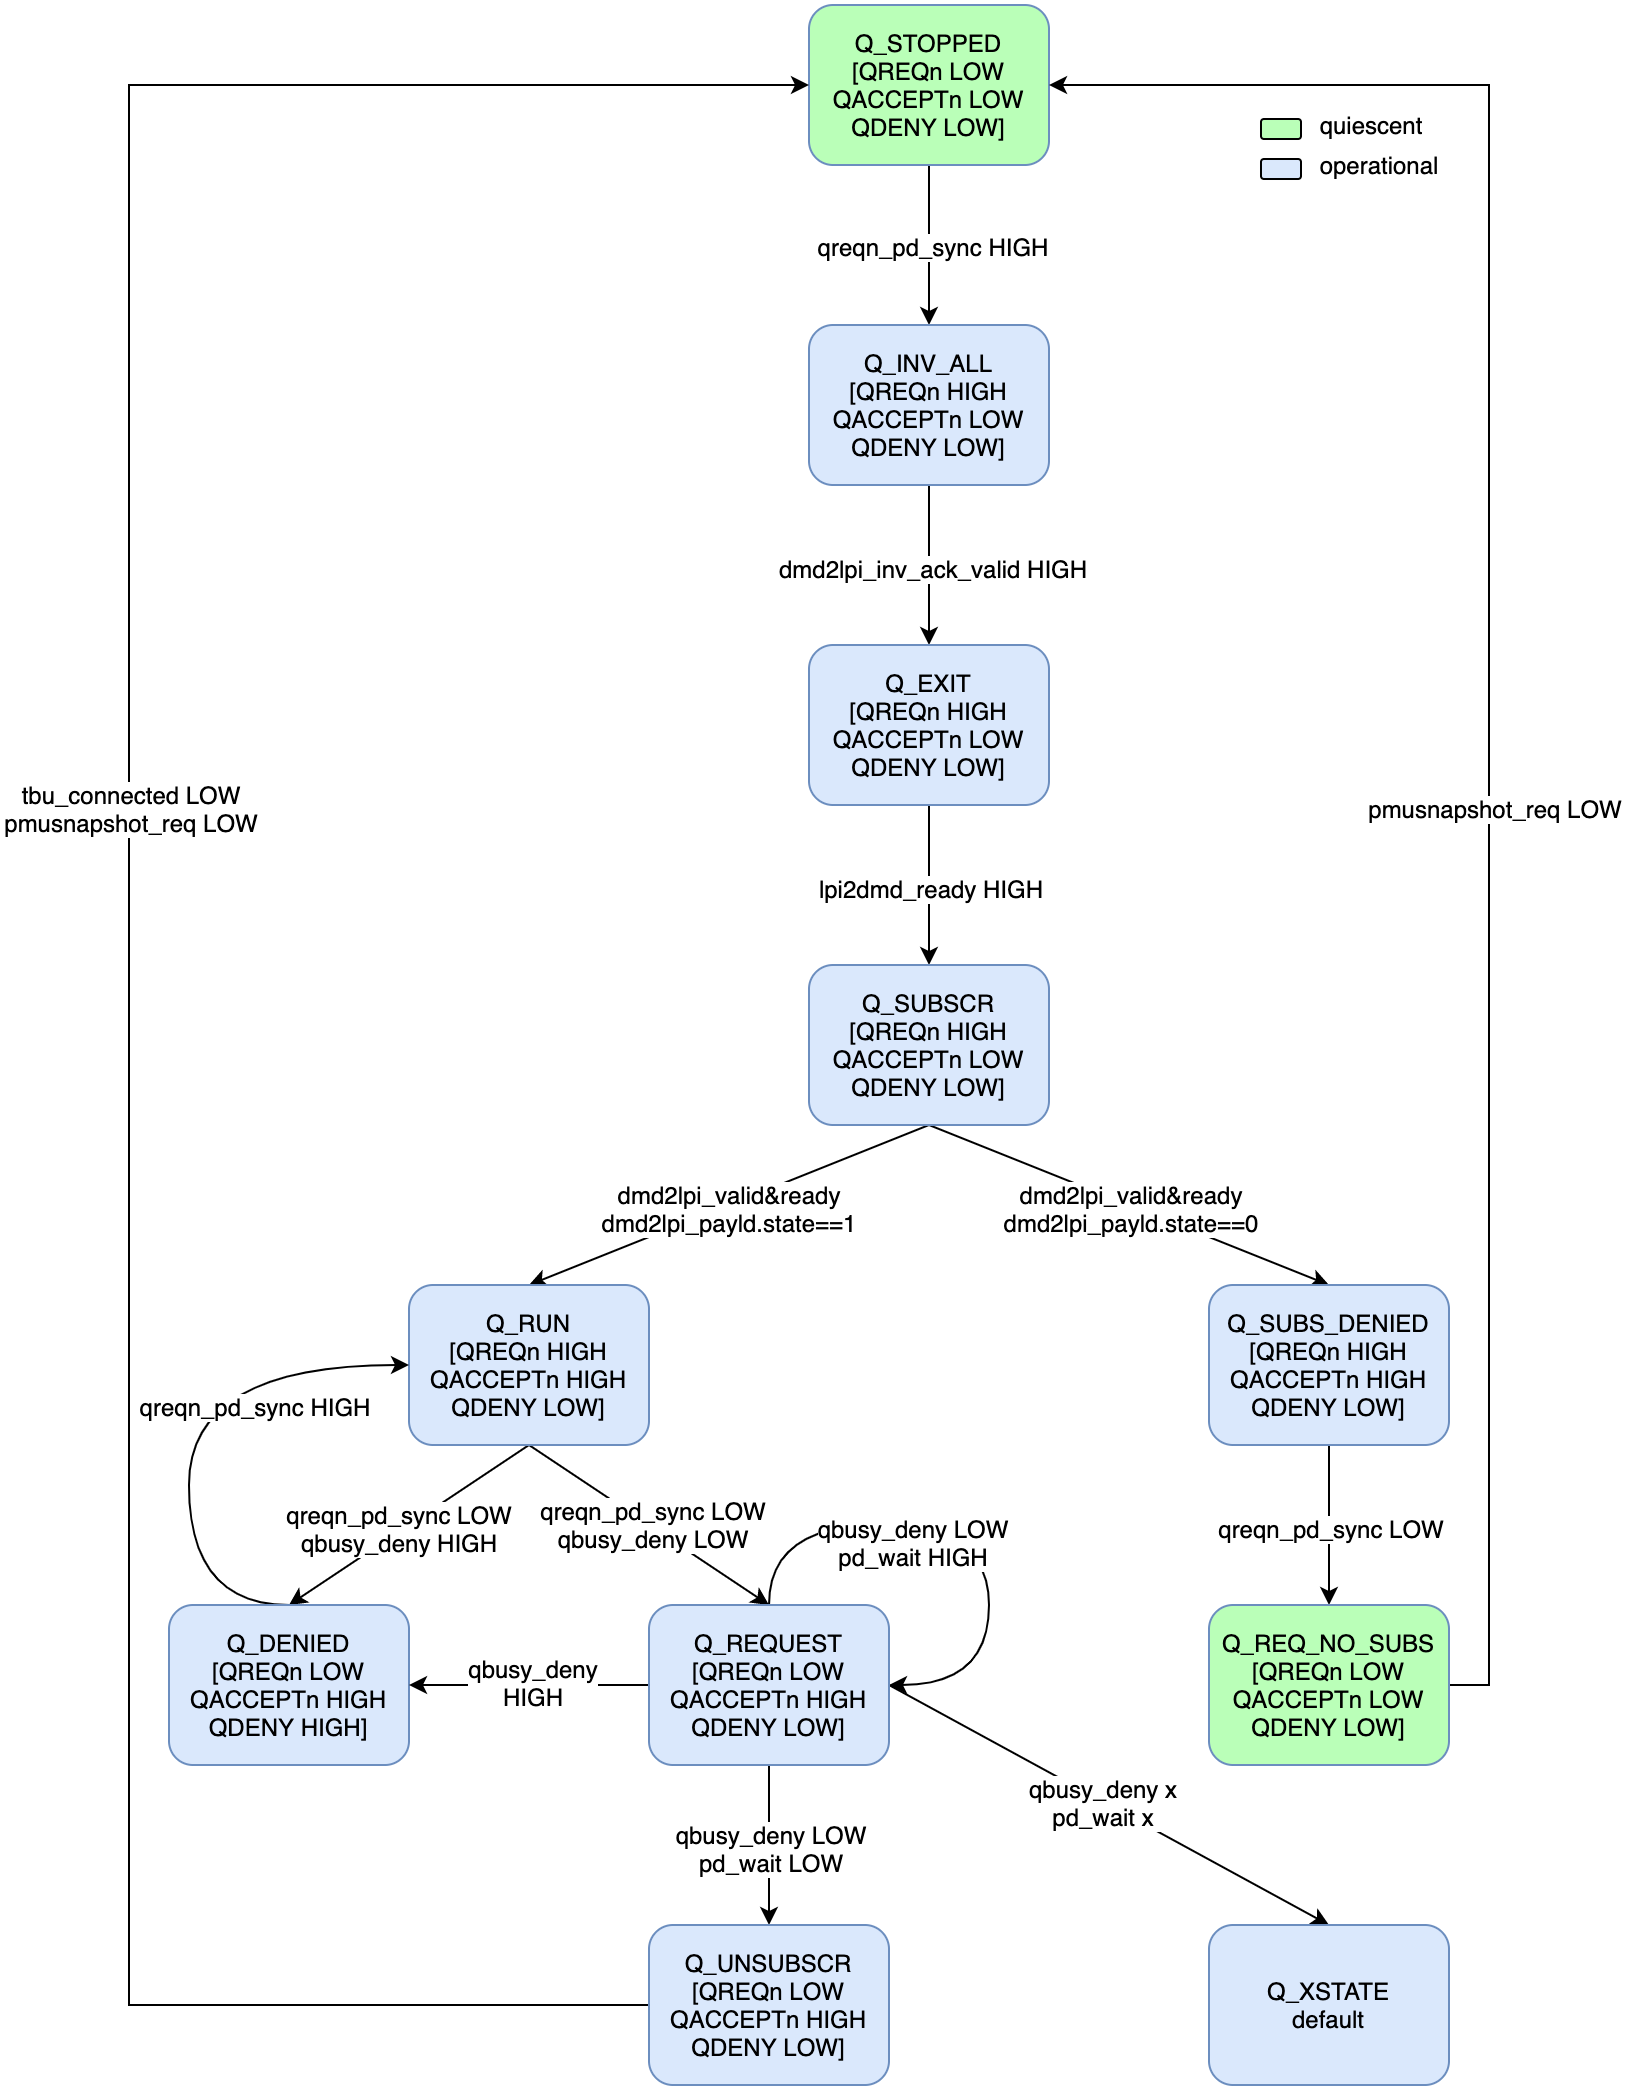 Q_STOPPED
[QREQn LOW
QACCEPTn LOW
QDENY LOW]
quiescent
operational
qreqn_pd_sync HIGH
Q_INV_ALL
[QREQn HIGH
QACCEPTn LOW
QDENY LOW]
dmd2lpi_inv_ack_valid HIGH
Q_EXIT
[QREQn HIGH
QACCEPTn LOW
QDENY LOW]
tbu_connected LOW
pmusnapshot_req LOW
pmusnapshot_req LOW
lpi2dmd_ready HIGH
Q_SUBSCR
[QREQn HIGH
QACCEPTn LOW
QDENY LOW]
dmd2lpi_valid&ready
dmd2lpi_payld.state==1
dmd2lpi_valid&ready
dmd2lpi_payld.state==0
Q_RUN
[QREQn HIGH
QACCEPTn HIGH
QDENY LOW]
Q_SUBS_DENIED
[QREQn HIGH
QACCEPTn HIGH
QDENY LOW]
qreqn_pd_sync HIGH
qreqn_pd_sync LOW
qbusy_deny HIGH
qreqn_pd_sync LOW
qbusy_deny LOW
qbusy_deny LOW
pd_wait HIGH
qreqn_pd_sync LOW
Q_DENIED
[QREQn LOW
QACCEPTn HIGH
QDENY HIGH]
qbusy_deny
HIGH
Q_REQUEST
[QREQn LOW
QACCEPTn HIGH
QDENY LOW]
Q_REQ_NO_SUBS
[QREQn LOW
QACCEPTn LOW
QDENY LOW]
qbusy_deny x
pd_wait x
qbusy_deny LOW
pd_wait LOW
Q_UNSUBSCR
[QREQn LOW
QACCEPTn HIGH
QDENY LOW]
Q_XSTATE
default